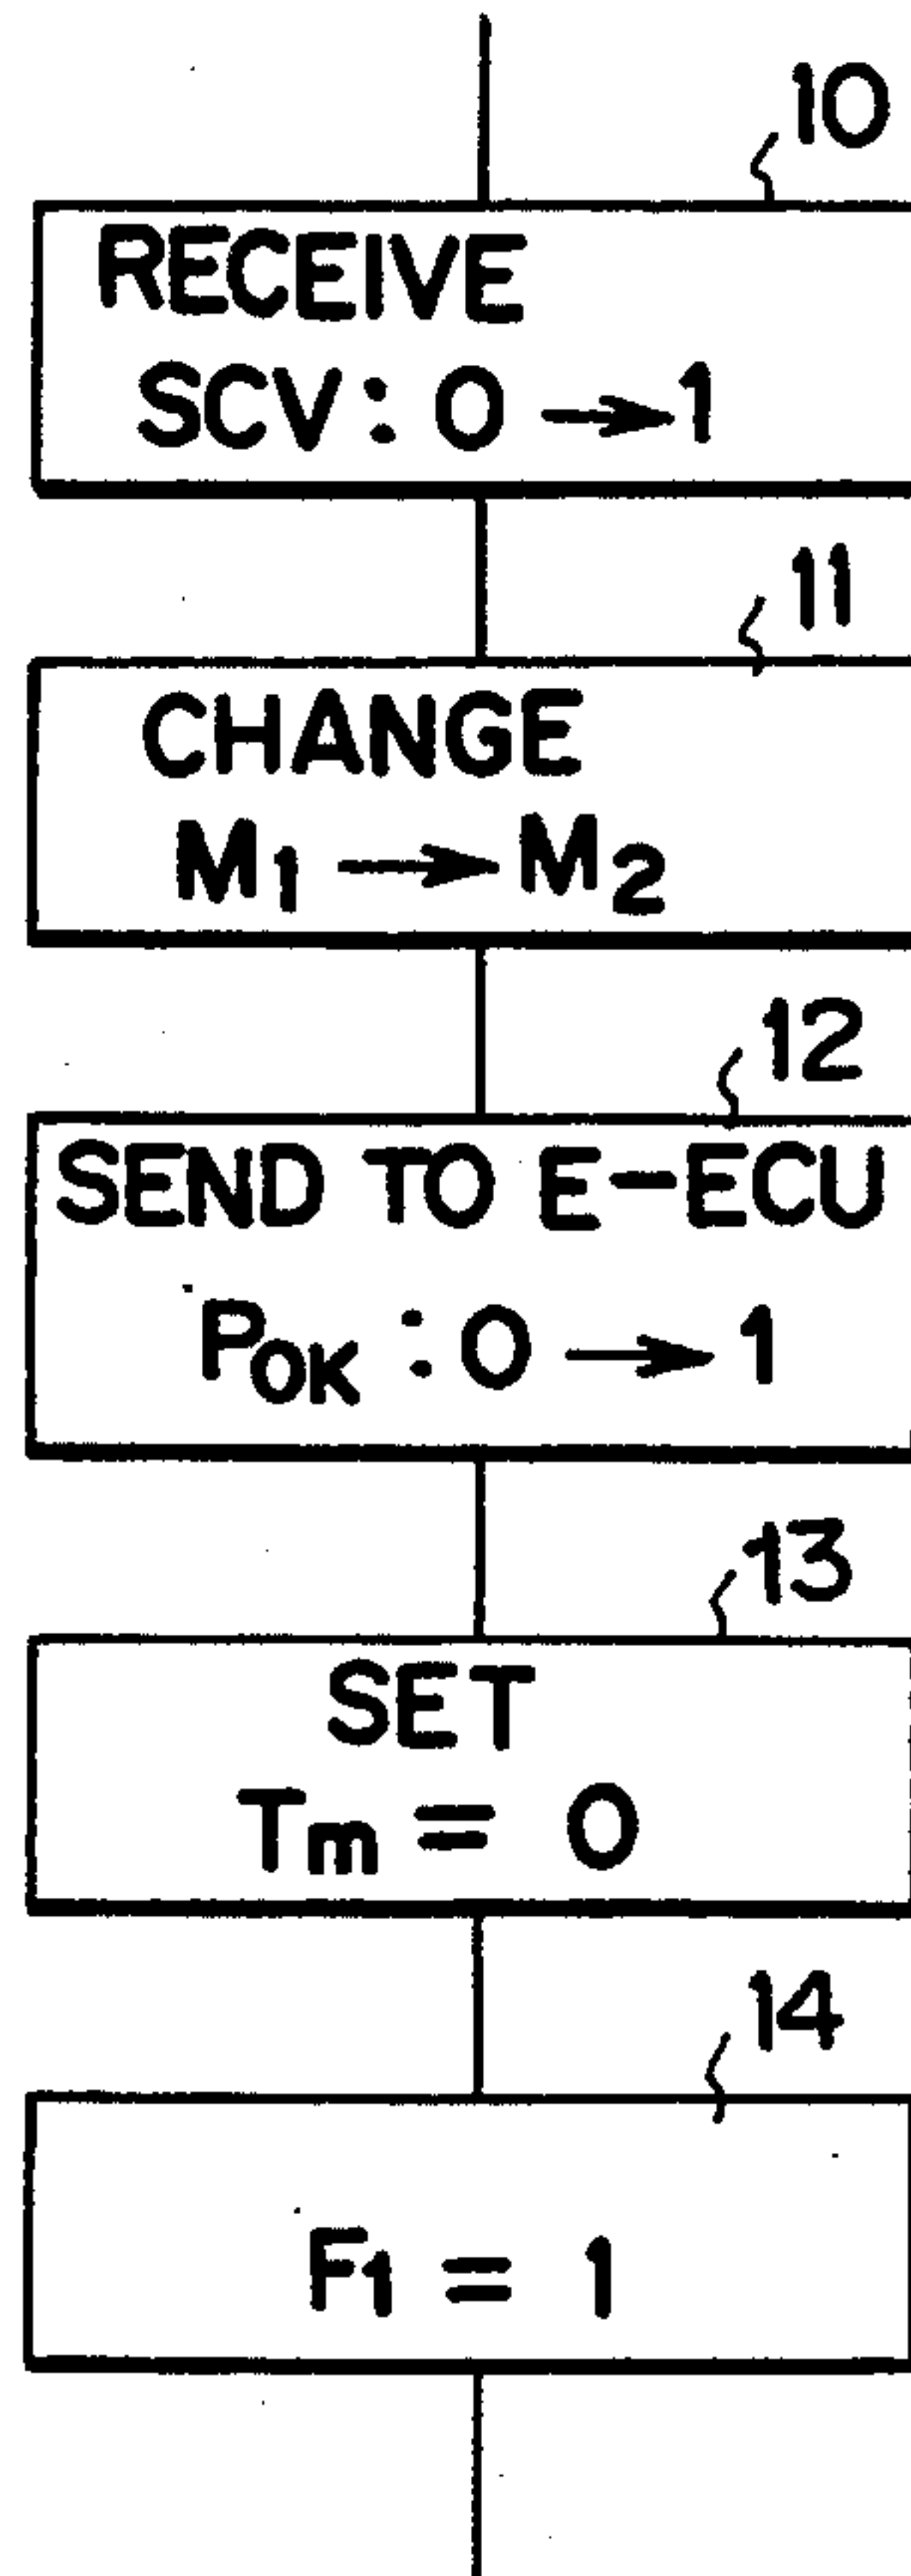 10
RECEIVE
SCV : 0 → 1
11
CHANGE
M₁ → M₂
12
SEND TO E-ECU
P_OK : 0 → 1
13
SET
Tm = 0
14
F₁ = 1